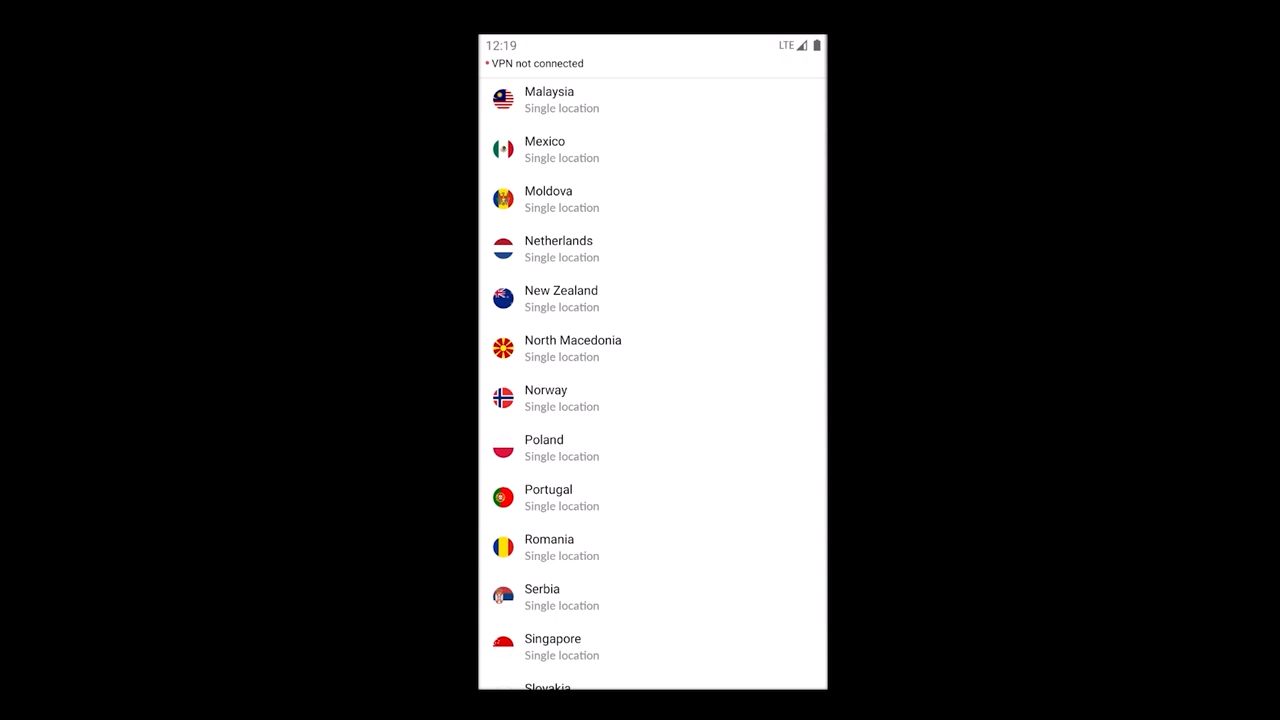 12:19 LTE
VPN not connected
Malaysia
Single location
Mexico
Single location
Moldova
Single location
Netherlands
Single location
New Zealand
Single location
North Macedonia
Single location
Norway
Single location
Poland
Single location
Portugal
Single location
Romania
Single location
Serbia
Single location
Singapore
Single location
Slovakia